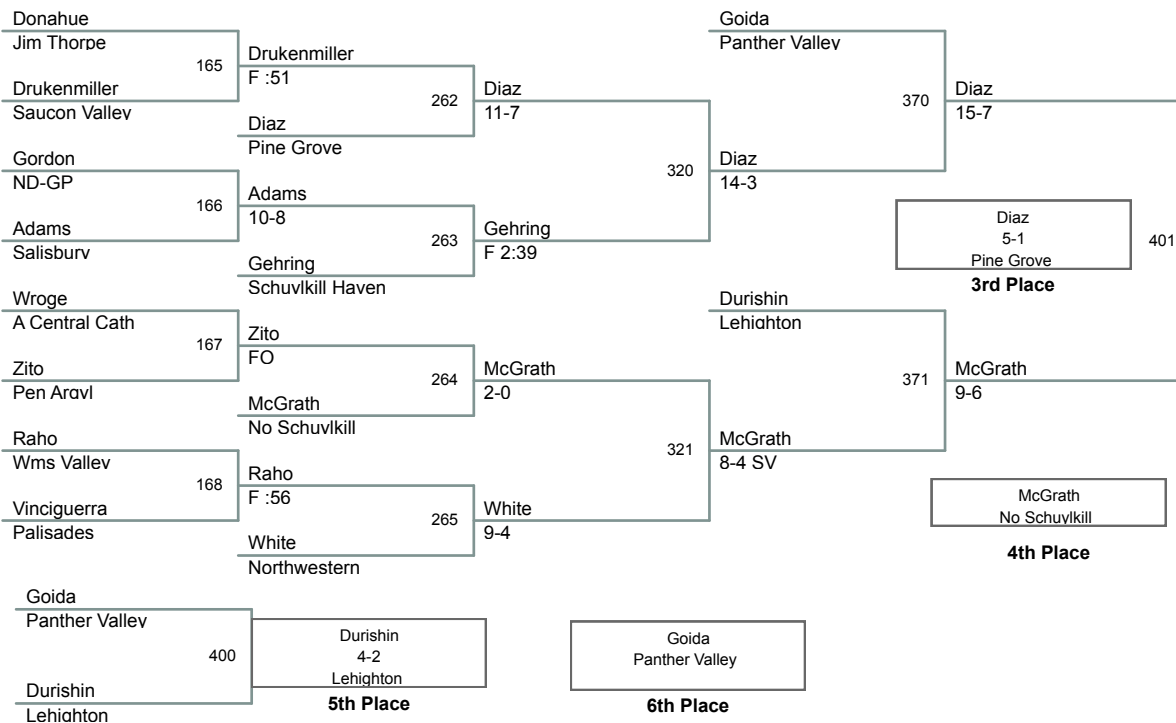 Donahue
Jim Thorpe
165
Drukenmiller
Saucon Valley
Gordon
ND-GP
166
Adams
Salisbury
Wroge
A Central Cath
167
Zito
Pen Argyl
Raho
Wms Valley
168
Vinciguerra
Palisades
Drukenmiller
F :51
262
Diaz
Pine Grove
Adams
10-8
263
Gehring
Schuylkill Haven
Zito
FO
264
McGrath
No Schuylkill
Raho
F :56
265
White
Northwestern
Diaz
11-7
320
Gehring
F 2:39
McGrath
2-0
321
White
9-4
Goida
Panther Valley
370
Diaz
14-3
Durishin
Lehighton
371
McGrath
8-4 SV
Diaz
15-7
401
McGrath
9-6
Diaz
5-1
Pine Grove
3rd Place
McGrath
No Schuylkill
4th Place
Goida
Panther Valley
400
Durishin
Lehighton
Durishin
4-2
Lehighton
5th Place
Goida
Panther Valley
6th Place